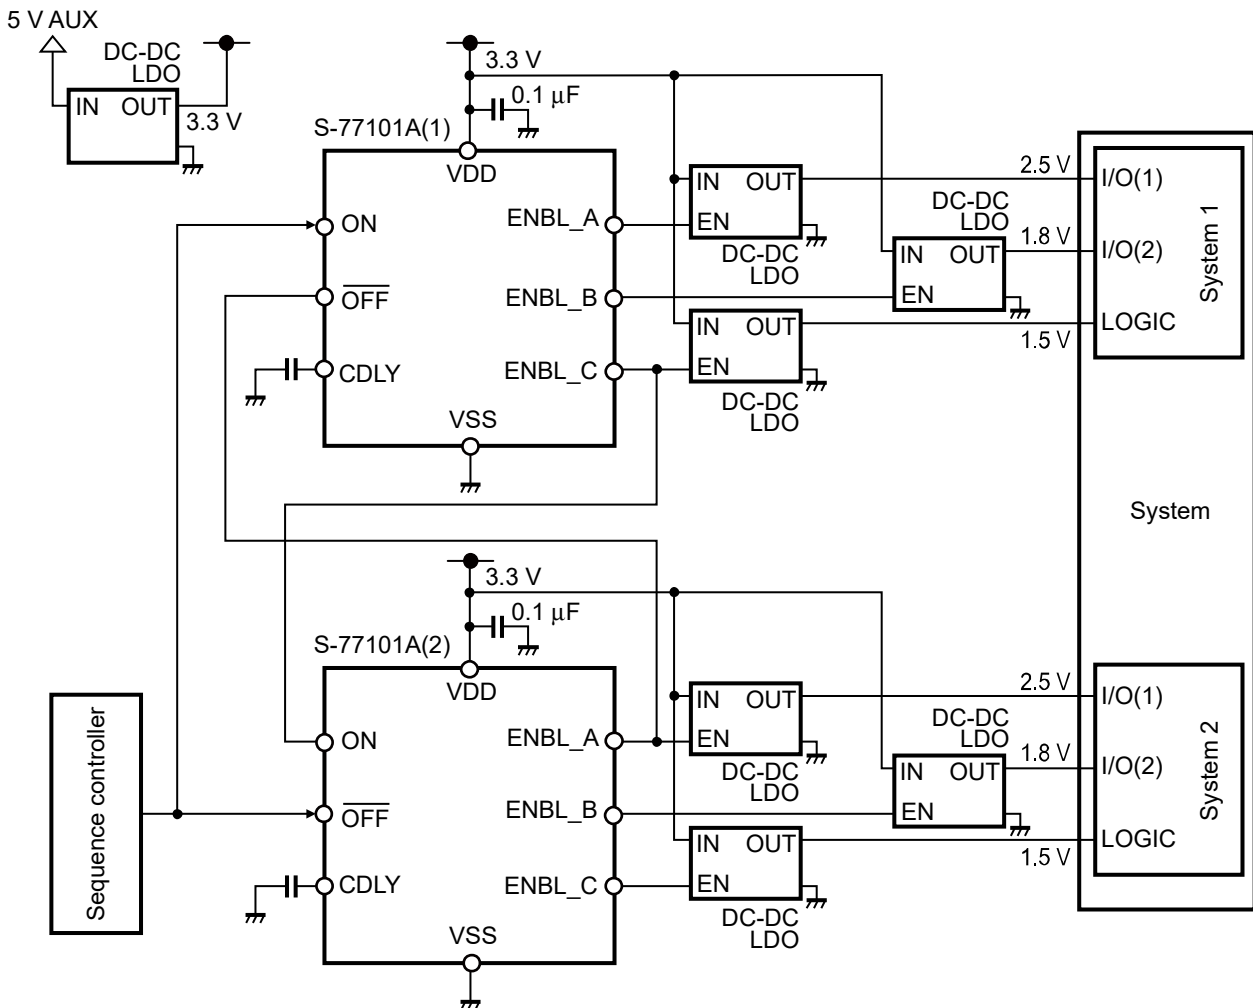 5 V AUX
DC-DC
LDO
IN OUT
3.3 V
3.3 V
0.1 μF
S-77101A(1)
VDD
ON
OFF
CDLY
VSS
ENBL_A
ENBL_B
ENBL_C
IN OUT
EN
DC-DC
LDO
DC-DC
LDO
IN OUT
EN
IN OUT
EN
DC-DC
LDO
2.5 V
1.8 V
1.5 V
I/O(1)
I/O(2)
LOGIC
System 1
System
3.3 V
0.1 μF
S-77101A(2)
VDD
ON
OFF
CDLY
VSS
ENBL_A
ENBL_B
ENBL_C
Sequence controller
IN OUT
EN
DC-DC
LDO
DC-DC
LDO
IN OUT
EN
IN OUT
EN
DC-DC
LDO
2.5 V
1.8 V
1.5 V
I/O(1)
I/O(2)
LOGIC
System 2